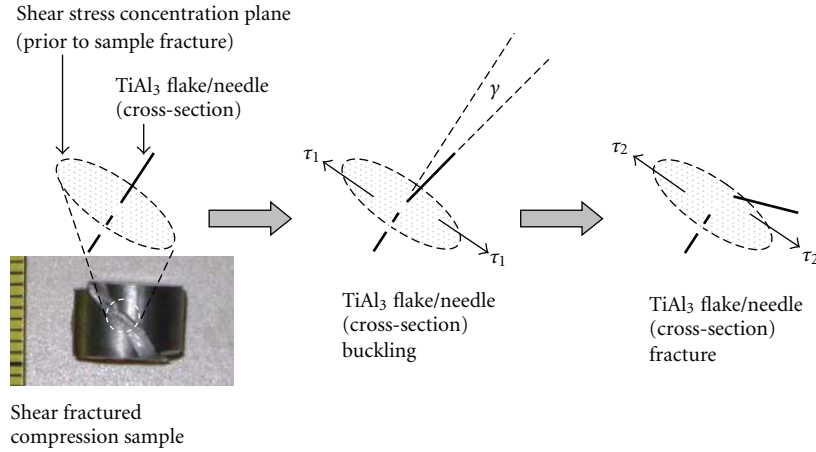 Shear stress concentration plane
(prior to sample fracture)
TiAl₃ flake/needle
(cross-section)
γ
τ₁
τ₁
τ₂
τ₂
TiAl₃ flake/needle
(cross-section)
buckling
TiAl₃ flake/needle
(cross-section)
fracture
Shear fractured
compression sample